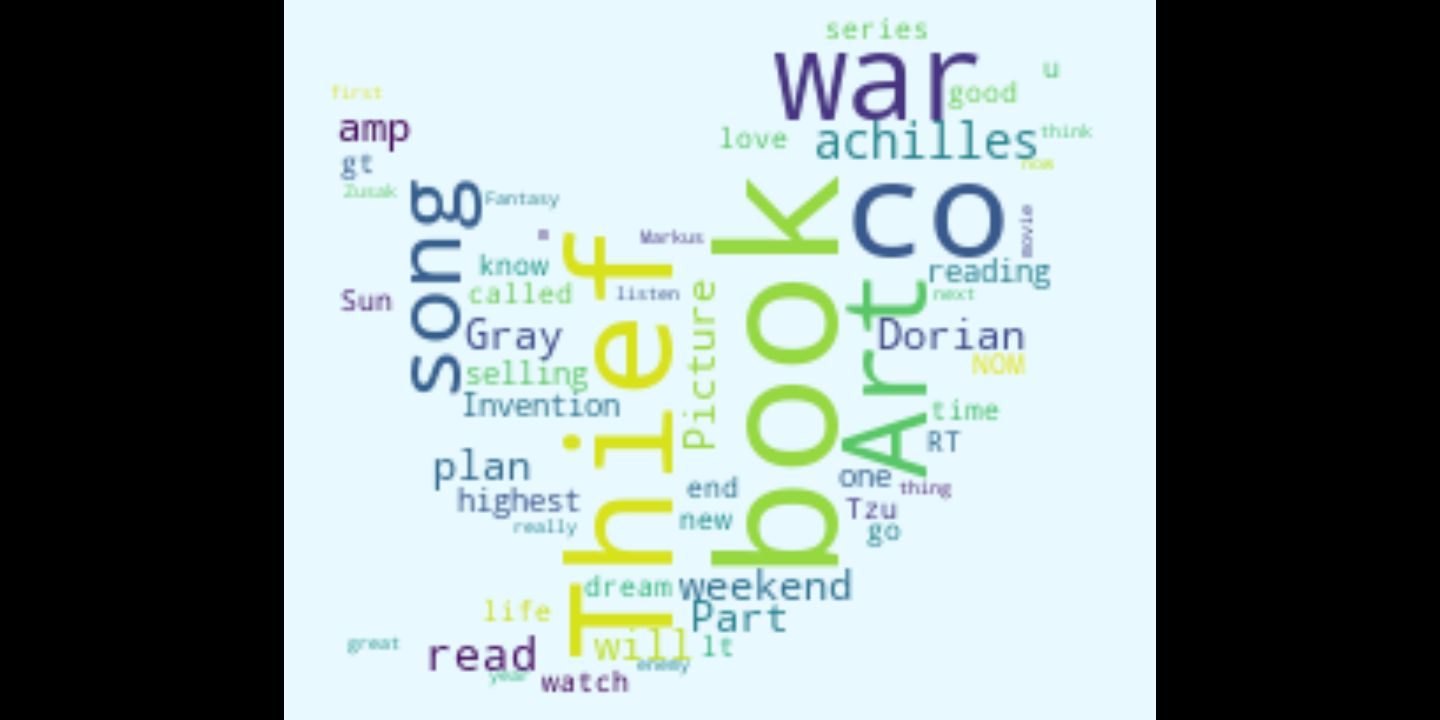 series
war
u
first
good
amp
love
achilles
think
gt
now
Zusak
song
Fantasy
book
co
movie
m
Thief
Markus
know
reading
called
listen
Picture
Art
next
Sun
Gray
Dorian
selling
NOM
Invention
time
RT
plan
one
highest
end
thing
Tzu
really
new
go
dream
weekend
life
Part
great
read
will
lt
enemy
year
watch